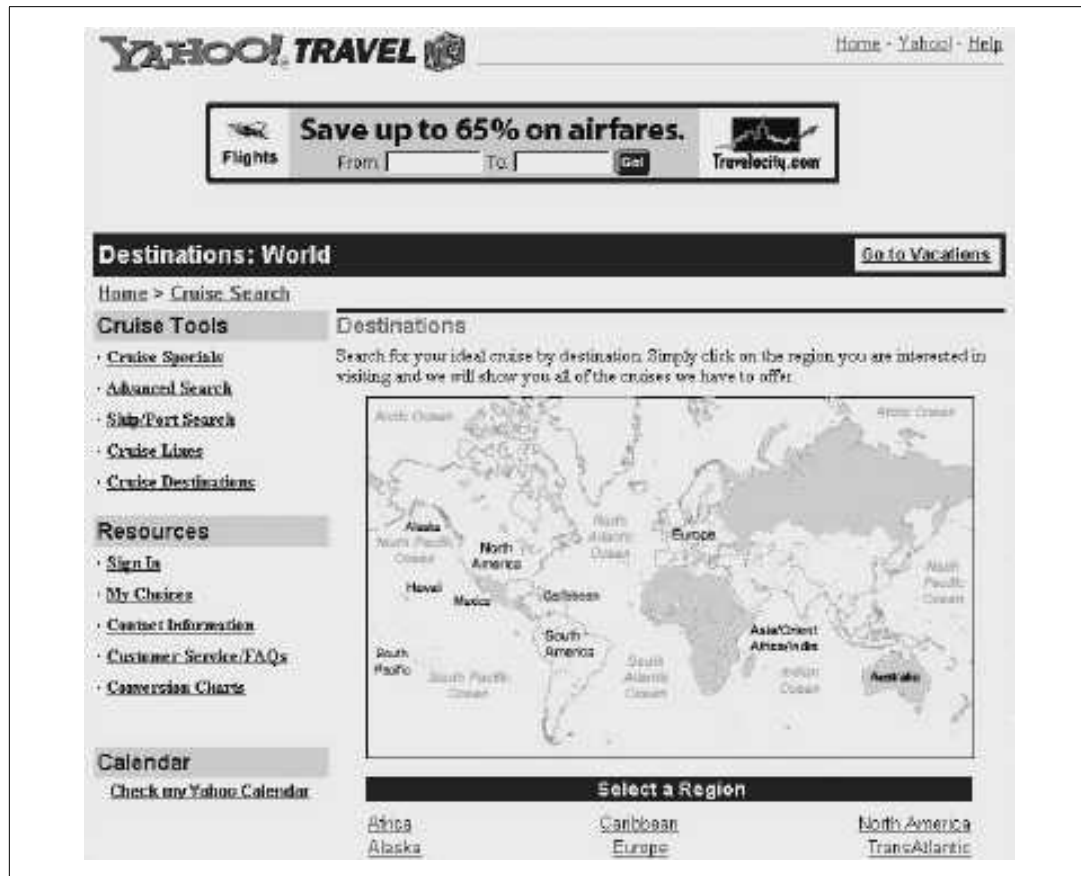 YAHOO! TRAVEL
Home - Yahoo! - Help
Flights
Save up to 65% on airfares.
From: To: Go!
Travelocity.com
Destinations: World
Go to Vacations
Home > Cruise Search
Cruise Tools
· Cruise Specials
· Advanced Search
· Ship/Port Search
· Cruise Lines
· Cruise Destinations
Resources
· Sign In
· My Choices
· Contact Information
· Customer Service/FAQs
· Conversion Charts
Calendar
Check my Yahoo Calendar
Destinations
Search for your ideal cruise by destination. Simply click on the region you are interested in
visiting and we will show you all of the cruises we have to offer.
Arctic Ocean
Arctic Ocean
Alaska
North Pacific
Ocean
North
America
North
Atlantic
Ocean
Europe
North
Pacific
Ocean
Hawaii
Mexico
Caribbean
South
America
Asia/Orient
Africa/India
South
Pacific
South Pacific
Ocean
South
Atlantic
Ocean
Indian
Ocean
Australia
Select a Region
Africa
Caribbean
North America
Alaska
Europe
TransAtlantic